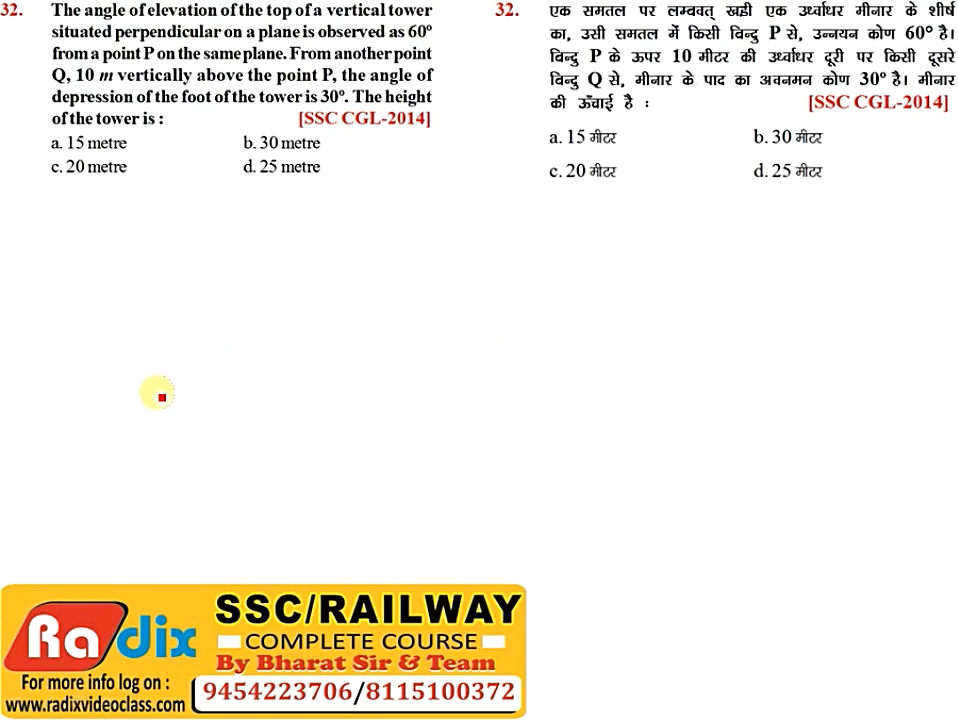 32. The angle of elevation of the top of a vertical tower
situated perpendicular on a plane is observed as 60º
from a point P on the same plane. From another point
Q, 10 m vertically above the point P, the angle of
depression of the foot of the tower is 30º. The height
of the tower is : [SSC CGL-2014]
a. 15 metre b. 30 metre
c. 20 metre d. 25 metre
32. एक समतल पर लम्बवत् खड़ी एक उर्ध्वाधर मीनार के शीर्ष
का, उसी समतल में किसी बिन्दु P से, उन्नयन कोण 60° है।
बिन्दु P के ऊपर 10 मीटर की उर्ध्वाधर दूरी पर किसी दूसरे
बिन्दु Q से, मीनार के पाद का अवनमन कोण 30º है। मीनार
की ऊँचाई है : [SSC CGL-2014]
a. 15 मीटर b. 30 मीटर
c. 20 मीटर d. 25 मीटर
Radix
For more info log on :
www.radixvideoclass.com
SSC/RAILWAY
COMPLETE COURSE
By Bharat Sir & Team
9454223706/8115100372